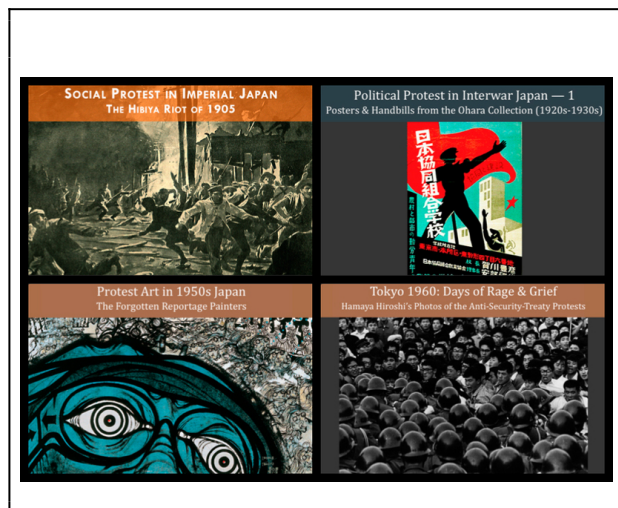 SOCIAL PROTEST IN IMPERIAL JAPAN
THE HIBIYA RIOT OF 1905
Political Protest in Interwar Japan — 1
Posters & Handbills from the Ohara Collection (1920s-1930s)
日本協同組合学校
Protest Art in 1950s Japan
The Forgotten Reportage Painters
Tokyo 1960: Days of Rage & Grief
Hamaya Hiroshi's Photos of the Anti-Security-Treaty Protests